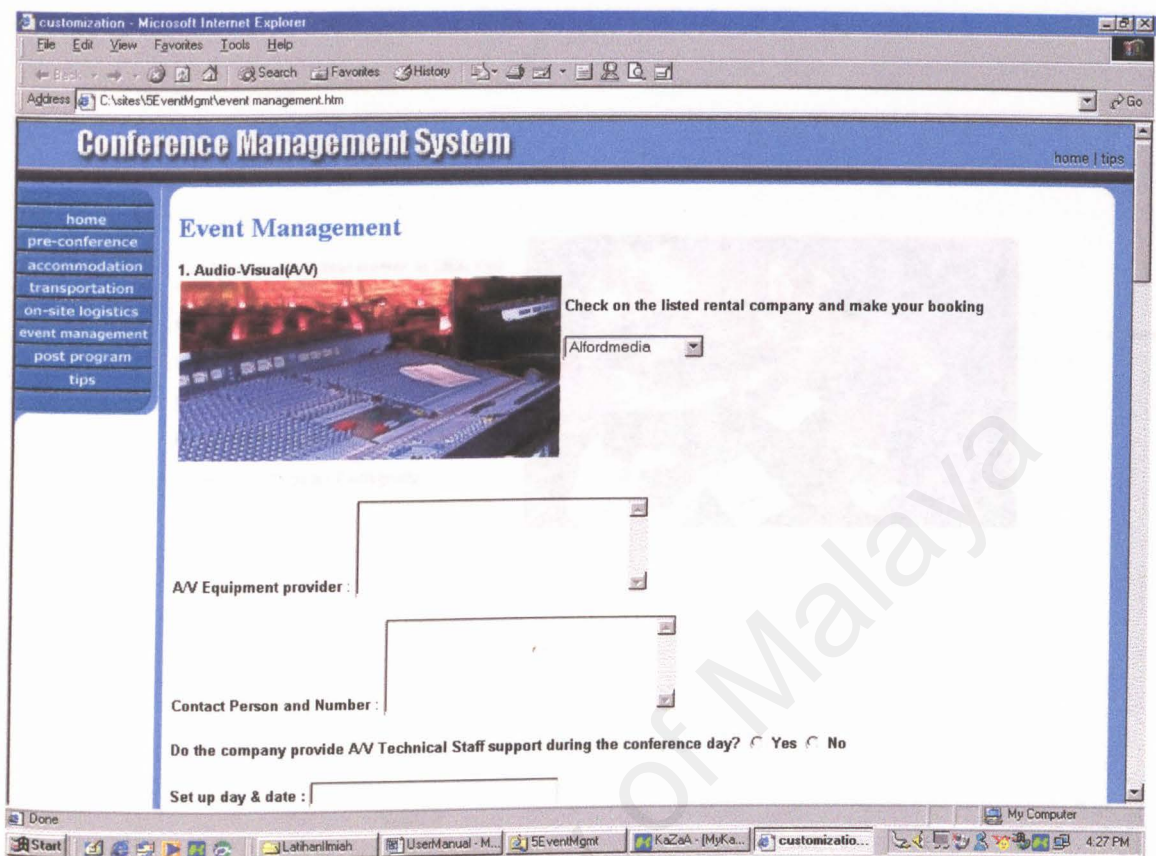 customization - Microsoft Internet Explorer
File Edit View Favorites Tools Help
Back Search Favorites History
Address C:\sites\5EventMgmt\event management.htm Go
Conference Management System
home | tips
home
pre-conference
accommodation
transportation
on-site logistics
event management
post program
tips
Event Management
1. Audio-Visual(A/V)
Check on the listed rental company and make your booking
Alfordmedia
A/V Equipment provider :
Contact Person and Number :
Do the company provide A/V Technical Staff support during the conference day? Yes No
Set up day & date :
Done My Computer
Start LatihanIlmiah UserManual - M... 5EventMgmt KaZaA - [MyKa... customizatio... 4:27 PM
of Malaya